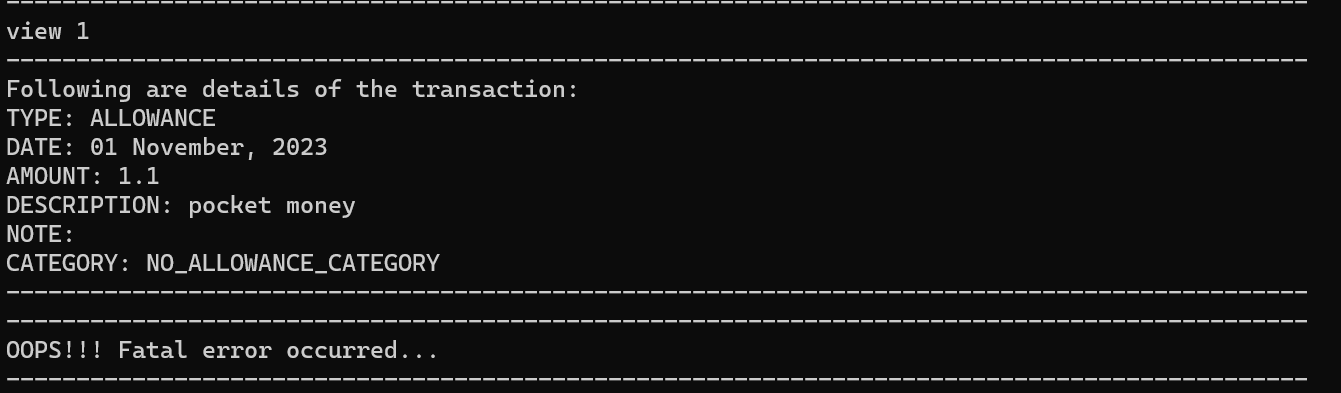 view 1
Following are details of the transaction:
TYPE: ALLOWANCE
DATE: 01 November, 2023
AMOUNT: 1.1
DESCRIPTION: pocket money
NOTE:
CATEGORY: NO_ALLOWANCE_CATEGORY
OOPS!!! Fatal error occurred...